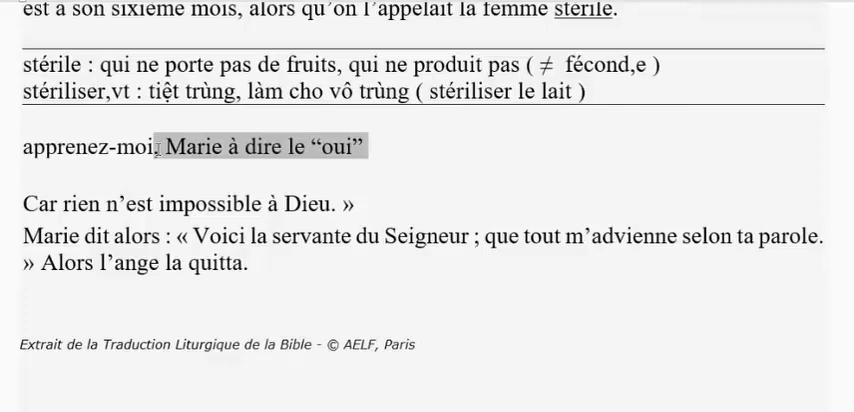 est à son sixième mois, alors qu’on l’appelait la femme stérile.
stérile : qui ne porte pas de fruits, qui ne produit pas ( ≠ fécond,e )
stériliser,vt : tiệt trùng, làm cho vô trùng ( stériliser le lait )
apprenez-moi, Marie à dire le “oui”
Car rien n’est impossible à Dieu. »
Marie dit alors : « Voici la servante du Seigneur ; que tout m’advienne selon ta parole.
» Alors l’ange la quitta.
Extrait de la Traduction Liturgique de la Bible - © AELF, Paris